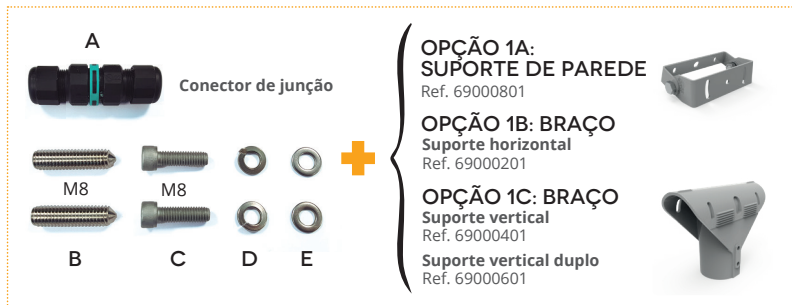 A
Conector de junção
M8
M8
B
C
D
E
OPÇÃO 1A:
SUPORTE DE PAREDE
Ref. 69000801
OPÇÃO 1B: BRAÇO
Suporte horizontal
Ref. 69000201
OPÇÃO 1C: BRAÇO
Suporte vertical
Ref. 69000401
Suporte vertical duplo
Ref. 69000601